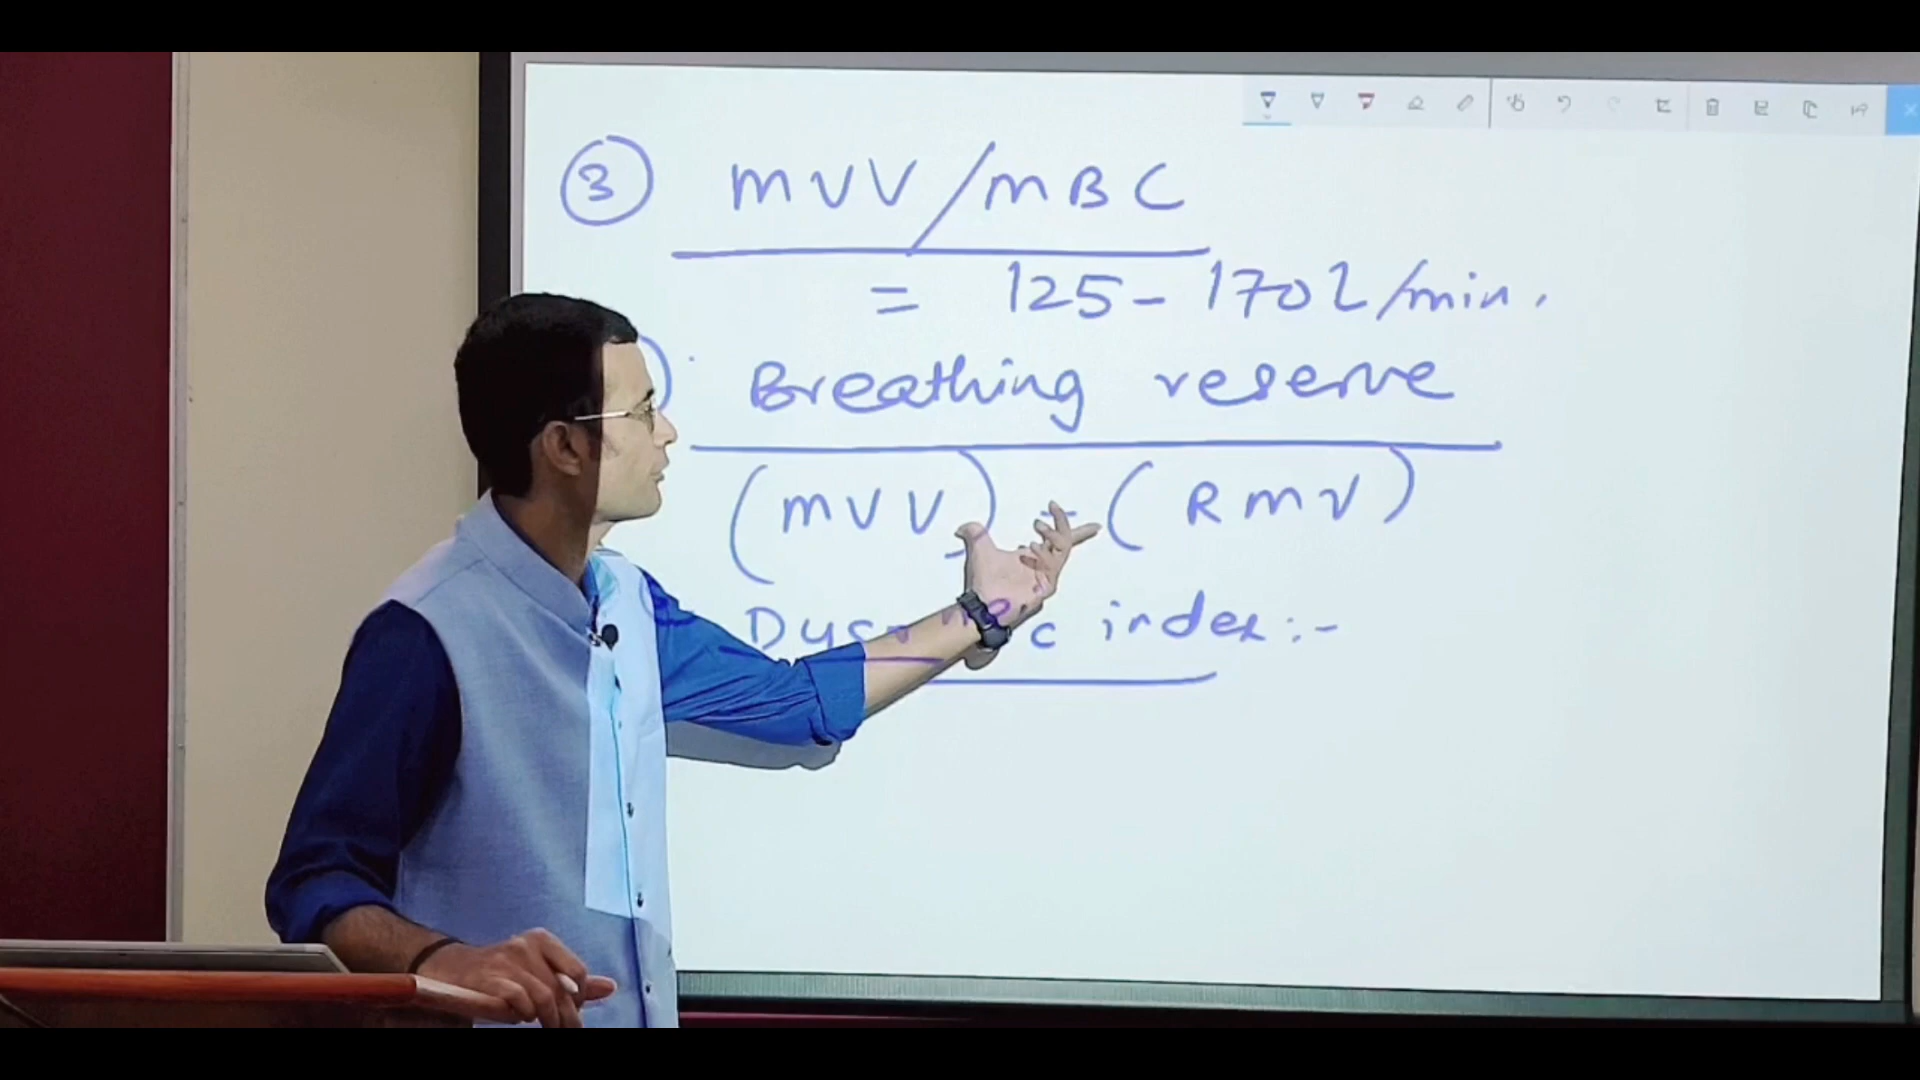 ③ MVV/MBC
= 125-170 l/min.
Breathing reserve
(MVV) - (RMV)
index :-